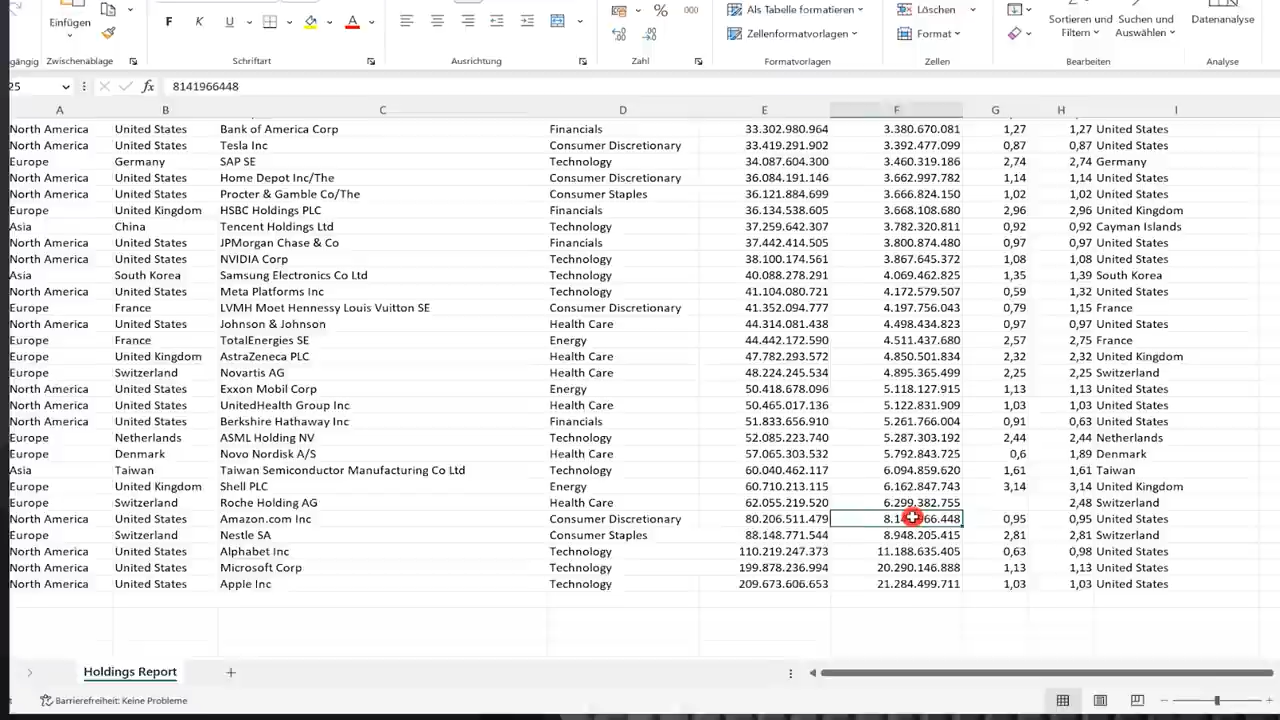 Einfügen
F K U A
% 000
Als Tabelle formatieren
Zellenformatvorlagen
Löschen
Format
Sortieren und Filtern
Suchen und Auswählen
Datenanalyse
gängig Zwischenablage Schriftart Ausrichtung Zahl Formatvorlagen Zellen Bearbeiten Analyse
25 fx 8141966448
A B C D E F G H I
North America United States Bank of America Corp Financials 33.302.980.964 3.380.670.081 1,27 1,27 United States
North America United States Tesla Inc Consumer Discretionary 33.419.291.902 3.392.477.099 0,87 0,87 United States
Europe Germany SAP SE Technology 34.087.604.300 3.460.319.186 2,74 2,74 Germany
North America United States Home Depot Inc/The Consumer Discretionary 36.084.191.146 3.662.997.782 1,14 1,14 United States
North America United States Procter & Gamble Co/The Consumer Staples 36.121.884.699 3.666.824.150 1,02 1,02 United States
Europe United Kingdom HSBC Holdings PLC Financials 36.134.538.605 3.668.108.680 2,96 2,96 United Kingdom
Asia China Tencent Holdings Ltd Technology 37.259.642.307 3.782.320.811 0,92 0,92 Cayman Islands
North America United States JPMorgan Chase & Co Financials 37.442.414.505 3.800.874.480 0,97 0,97 United States
North America United States NVIDIA Corp Technology 38.100.174.561 3.867.645.372 1,08 1,08 United States
Asia South Korea Samsung Electronics Co Ltd Technology 40.088.278.291 4.069.462.825 1,35 1,39 South Korea
North America United States Meta Platforms Inc Technology 41.104.080.721 4.172.579.507 0,59 1,32 United States
Europe France LVMH Moet Hennessy Louis Vuitton SE Consumer Discretionary 41.352.094.777 4.197.756.043 0,79 1,15 France
North America United States Johnson & Johnson Health Care 44.314.081.438 4.498.434.823 0,97 0,97 United States
Europe France TotalEnergies SE Energy 44.442.172.590 4.511.437.680 2,57 2,75 France
Europe United Kingdom AstraZeneca PLC Health Care 47.782.293.572 4.850.501.834 2,32 2,32 United Kingdom
Europe Switzerland Novartis AG Health Care 48.224.245.534 4.895.365.499 2,25 2,25 Switzerland
North America United States Exxon Mobil Corp Energy 50.418.678.096 5.118.127.915 1,13 1,13 United States
North America United States UnitedHealth Group Inc Health Care 50.465.017.136 5.122.831.909 1,03 1,03 United States
North America United States Berkshire Hathaway Inc Financials 51.833.656.910 5.261.766.004 0,91 0,63 United States
Europe Netherlands ASML Holding NV Technology 52.085.223.740 5.287.303.192 2,44 2,44 Netherlands
Europe Denmark Novo Nordisk A/S Health Care 57.065.303.532 5.792.843.725 0,6 1,89 Denmark
Asia Taiwan Taiwan Semiconductor Manufacturing Co Ltd Technology 60.040.462.117 6.094.859.620 1,61 1,61 Taiwan
Europe United Kingdom Shell PLC Energy 60.710.213.115 6.162.847.743 3,14 3,14 United Kingdom
Europe Switzerland Roche Holding AG Health Care 62.055.219.520 6.299.382.755 2,48 Switzerland
North America United States Amazon.com Inc Consumer Discretionary 80.206.511.479 0,95 0,95 United States
Europe Switzerland Nestle SA Consumer Staples 88.148.771.544 8.948.205.415 2,81 2,81 Switzerland
North America United States Alphabet Inc Technology 110.219.247.373 11.188.635.405 0,63 0,98 United States
North America United States Microsoft Corp Technology 199.878.236.994 20.290.146.888 1,13 1,13 United States
North America United States Apple Inc Technology 209.673.606.653 21.284.499.711 1,03 1,03 United States
Holdings Report
Barrierefreiheit: Keine Probleme